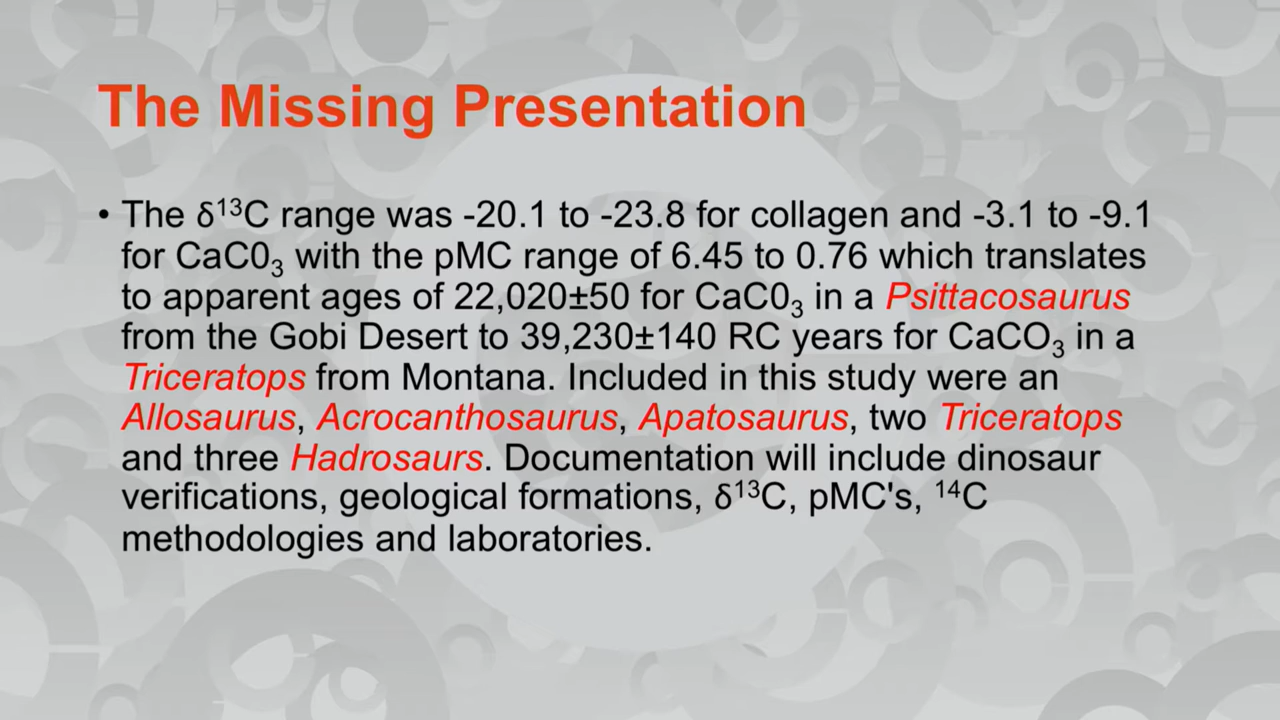 The Missing Presentation
• The δ¹³C range was -20.1 to -23.8 for collagen and -3.1 to -9.1
for CaC0₃ with the pMC range of 6.45 to 0.76 which translates
to apparent ages of 22,020±50 for CaC0₃ in a Psittacosaurus
from the Gobi Desert to 39,230±140 RC years for CaCO₃ in a
Triceratops from Montana. Included in this study were an
Allosaurus, Acrocanthosaurus, Apatosaurus, two Triceratops
and three Hadrosaurs. Documentation will include dinosaur
verifications, geological formations, δ¹³C, pMC's, ¹⁴C
methodologies and laboratories.